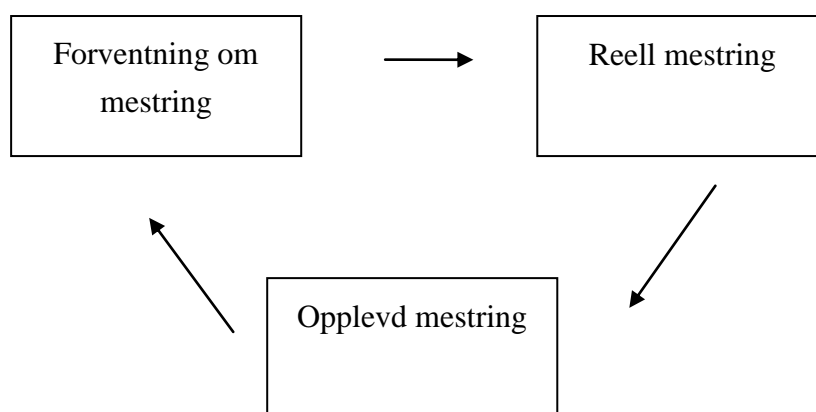 Forventning om
mestring
Reell mestring
Opplevd mestring